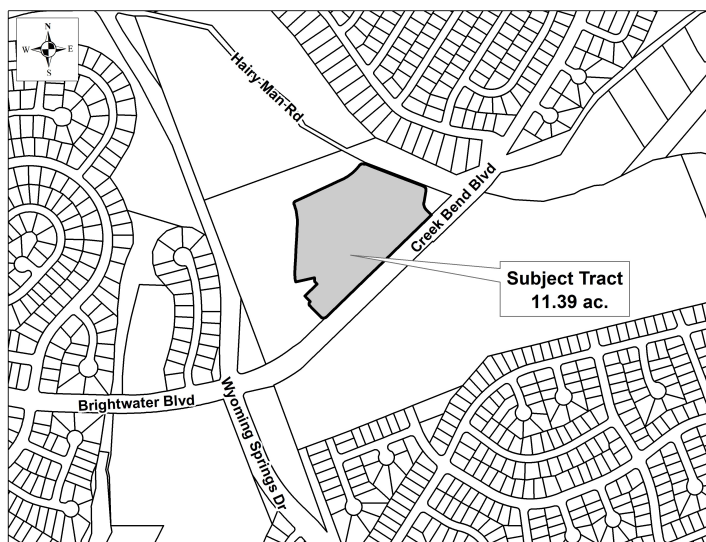 N
W E
S
Hairy Man Rd
Creek Bend Blvd
Subject Tract
11.39 ac.
Brightwater Blvd
Wyoming Springs Dr